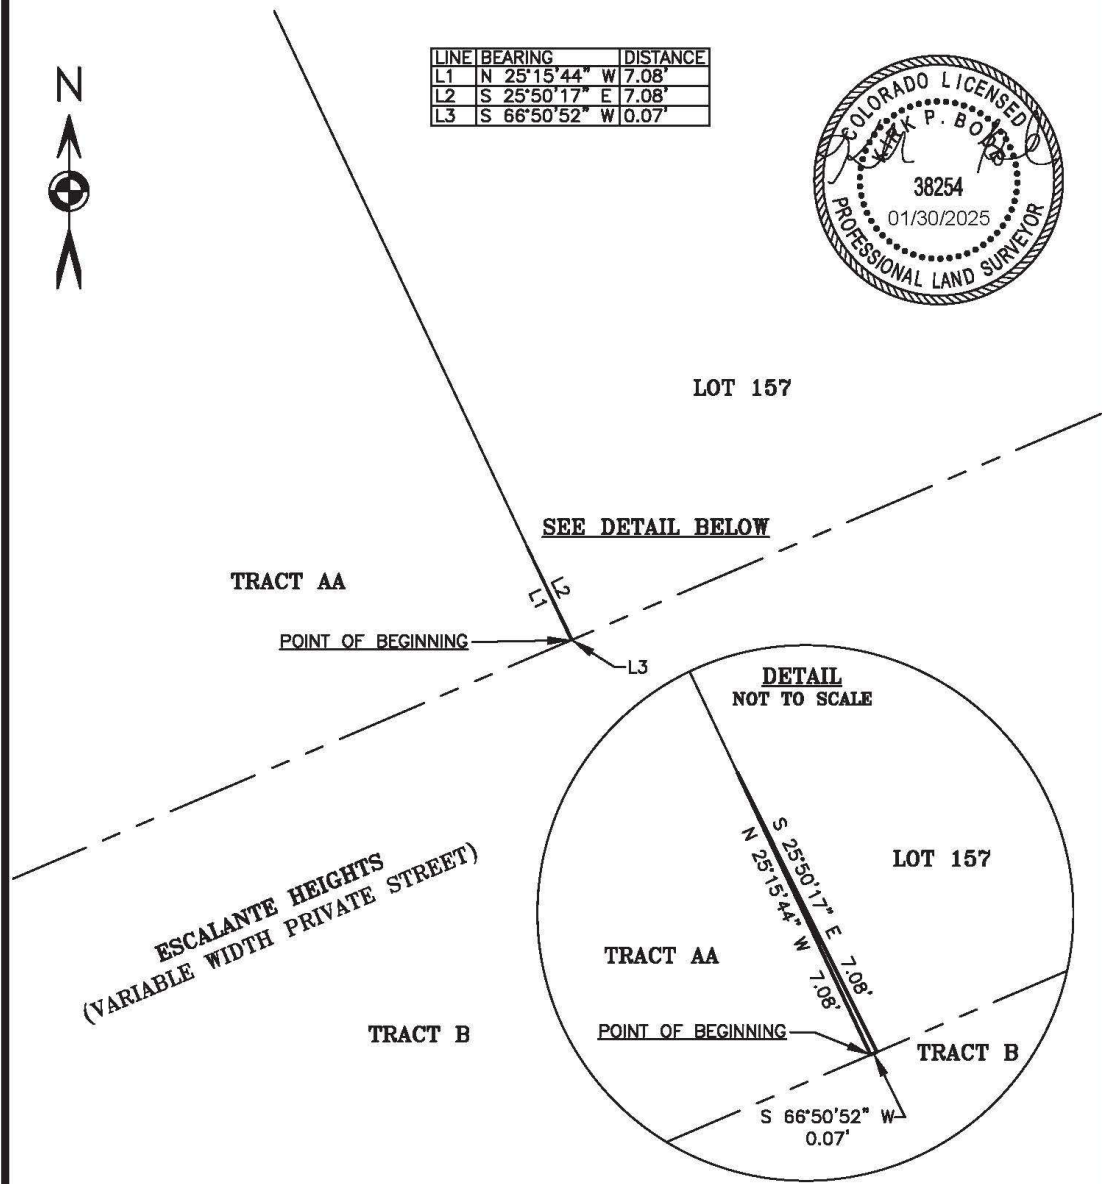 N
LINE BEARING DISTANCE
L1 N 25°15'44" W 7.08'
L2 S 25°50'17" E 7.08'
L3 S 66°50'52" W 0.07'
COLORADO LICENSED
KIRK P. BOHR
38254
01/30/2025
PROFESSIONAL LAND SURVEYOR
LOT 157
SEE DETAIL BELOW
TRACT AA
L2
L1
POINT OF BEGINNING
L3
ESCALANTE HEIGHTS
(VARIABLE WIDTH PRIVATE STREET)
TRACT B
DETAIL
NOT TO SCALE
S 25°50'17" E 7.08'
N 25°15'44" W 7.08'
LOT 157
TRACT AA
POINT OF BEGINNING
TRACT B
S 66°50'52" W
0.07'